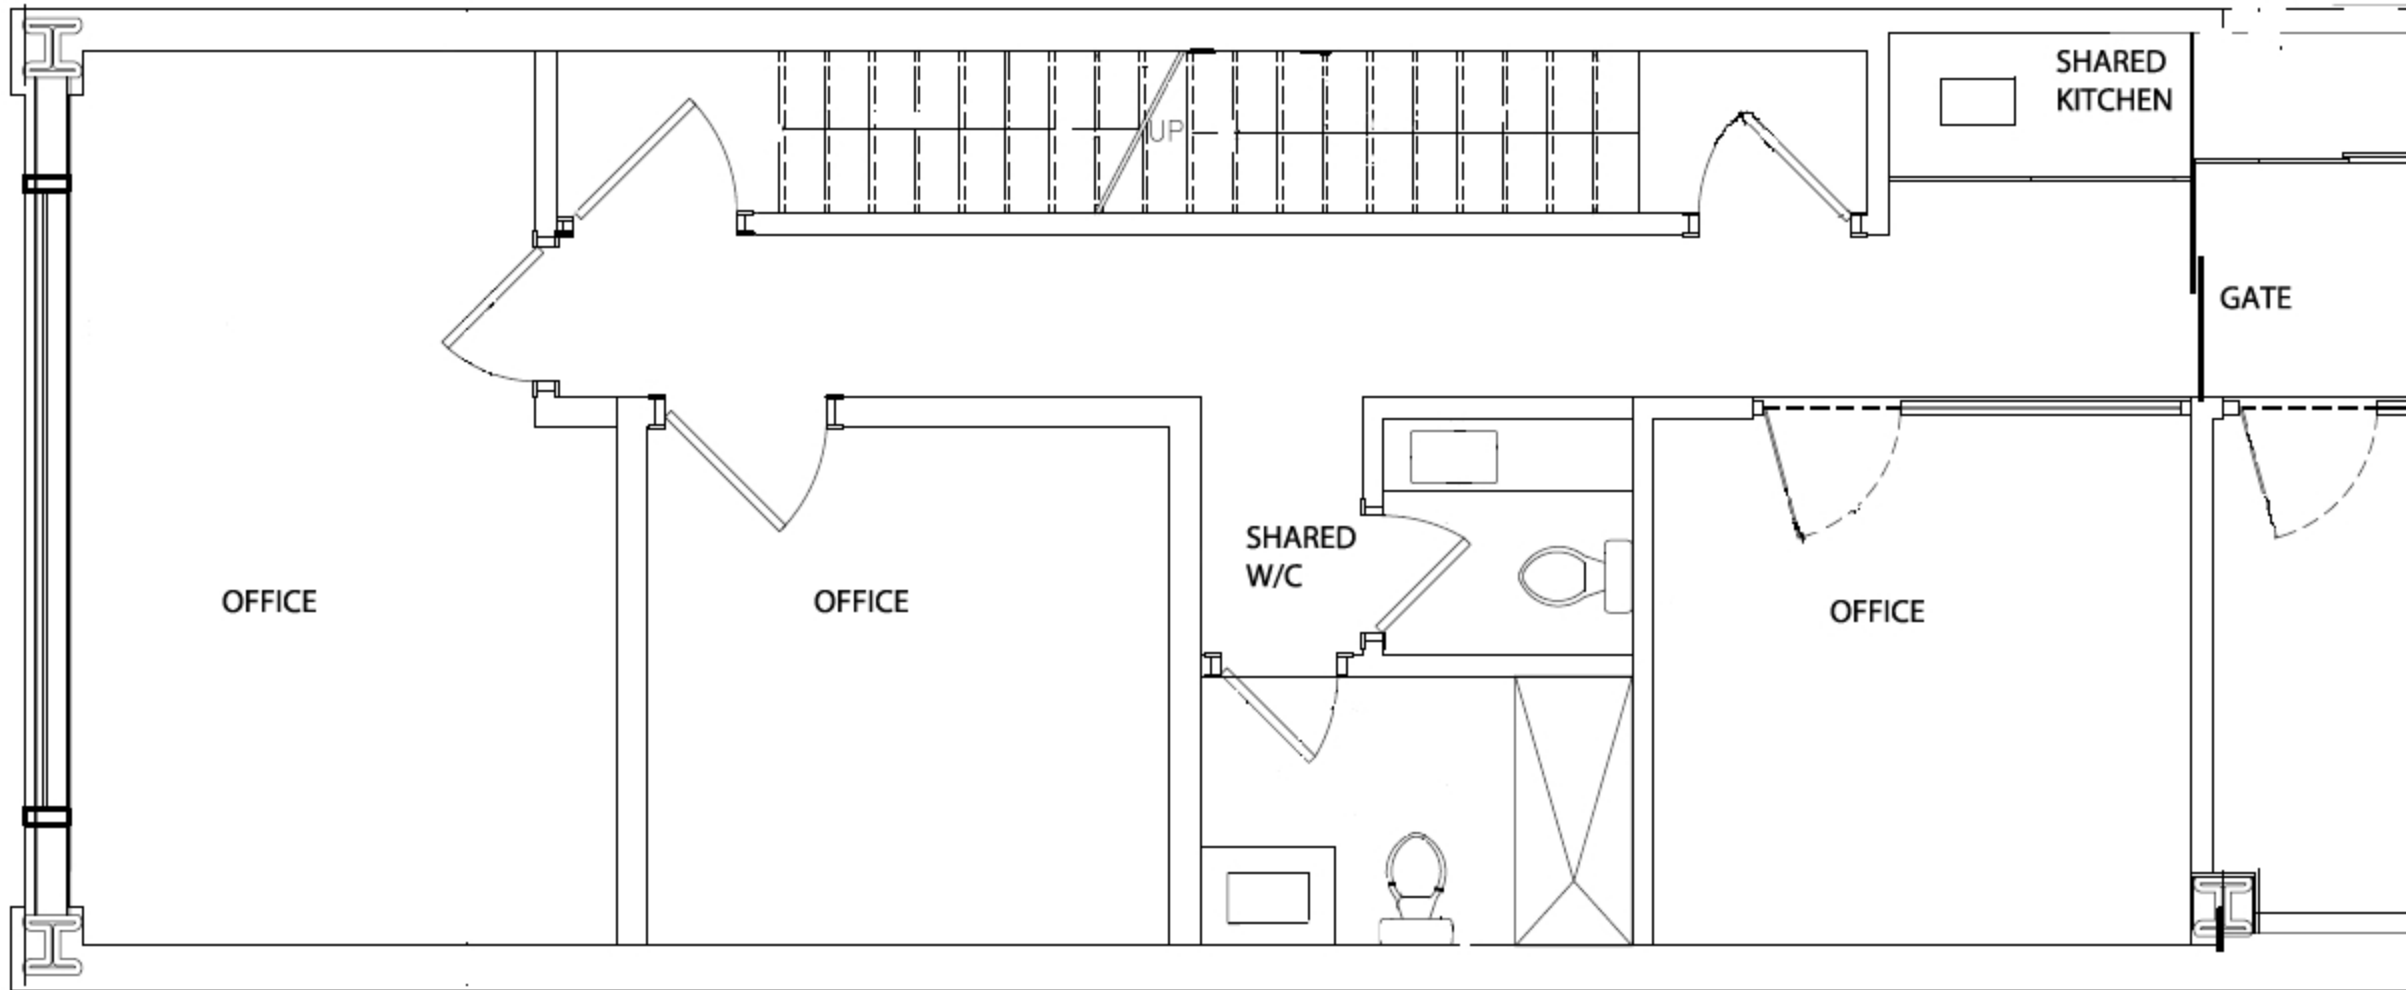 SHARED
KITCHEN
UP
GATE
SHARED
W/C
OFFICE
OFFICE
OFFICE